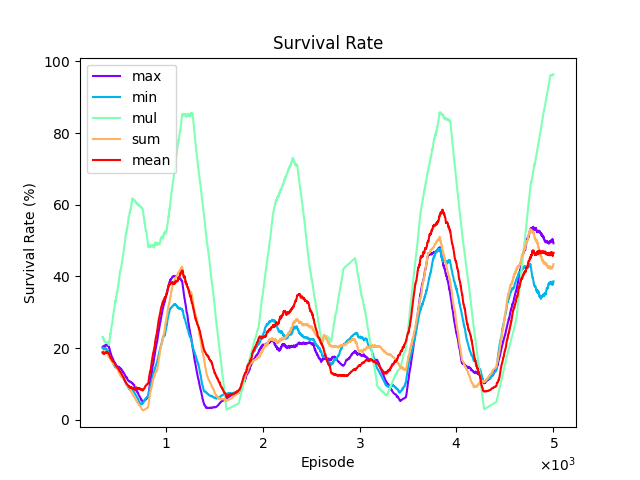 Survival Rate
100
80
60
40
20
0
Survival Rate (%)
max
min
mul
sum
mean
1 2 3 4 5
Episode
×10³